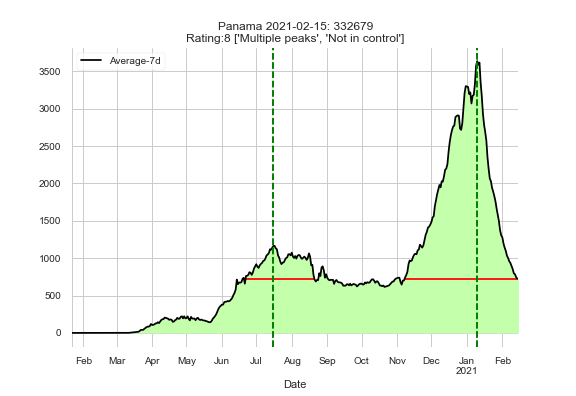 Panama 2021-02-15: 332679
Rating:8 ['Multiple peaks', 'Not in control']
Average-7d
3500
3000
2500
2000
1500
1000
500
0
Feb Mar Apr May Jun Jul Aug Sep Oct Nov Dec Jan Feb
2021
Date